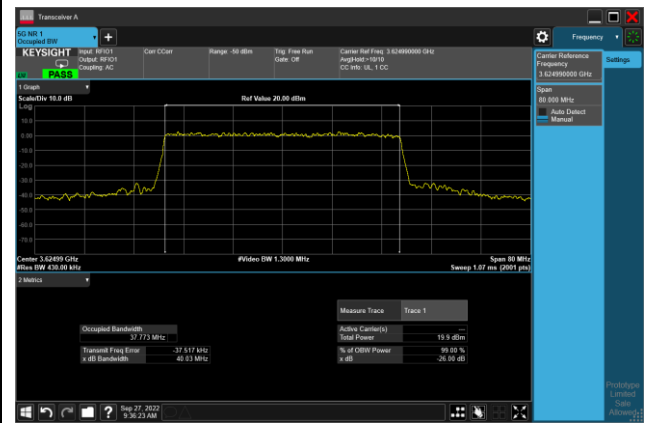 Transcaiver A
5G NR 1
Occupied BW
Frequency
KEYSIGHT
Input: RFIO1
Output: RFIO1
Coupling: AC
Corr CCorr
Range: -50 dBm
Trig: Free Run
Gate: Off
Carrier Ref Freq: 3.624990000 GHz
Avg|Hold:>10/10
CC Info: UL, 1 CC
PASS
Carrier Reference
Frequency
3.624990000 GHz
Settings
Span
80.000 MHz
Auto Detect
Manual
1 Graph
Scale/Div 10.0 dB
Ref Value 20.00 dBm
Log
10.0
0.00
-10.0
-20.0
-30.0
-40.0
-50.0
-60.0
-70.0
Center 3.62499 GHz
#Video BW 1.3000 MHz
Span 80 MHz
#Res BW 430.00 kHz
Sweep 1.07 ms (2001 pts)
2 Metrics
Measure Trace
Trace 1
Occupied Bandwidth
37.773 MHz
Active Carrier(s)
---
Total Power
19.9 dBm
Transmit Freq Error
-37.517 kHz
% of OBW Power
99.00 %
x dB Bandwidth
40.03 MHz
x dB
-26.00 dB
Prototype
Limited
Sale
Allowed
?
Sep 27, 2022
9:36:23 AM